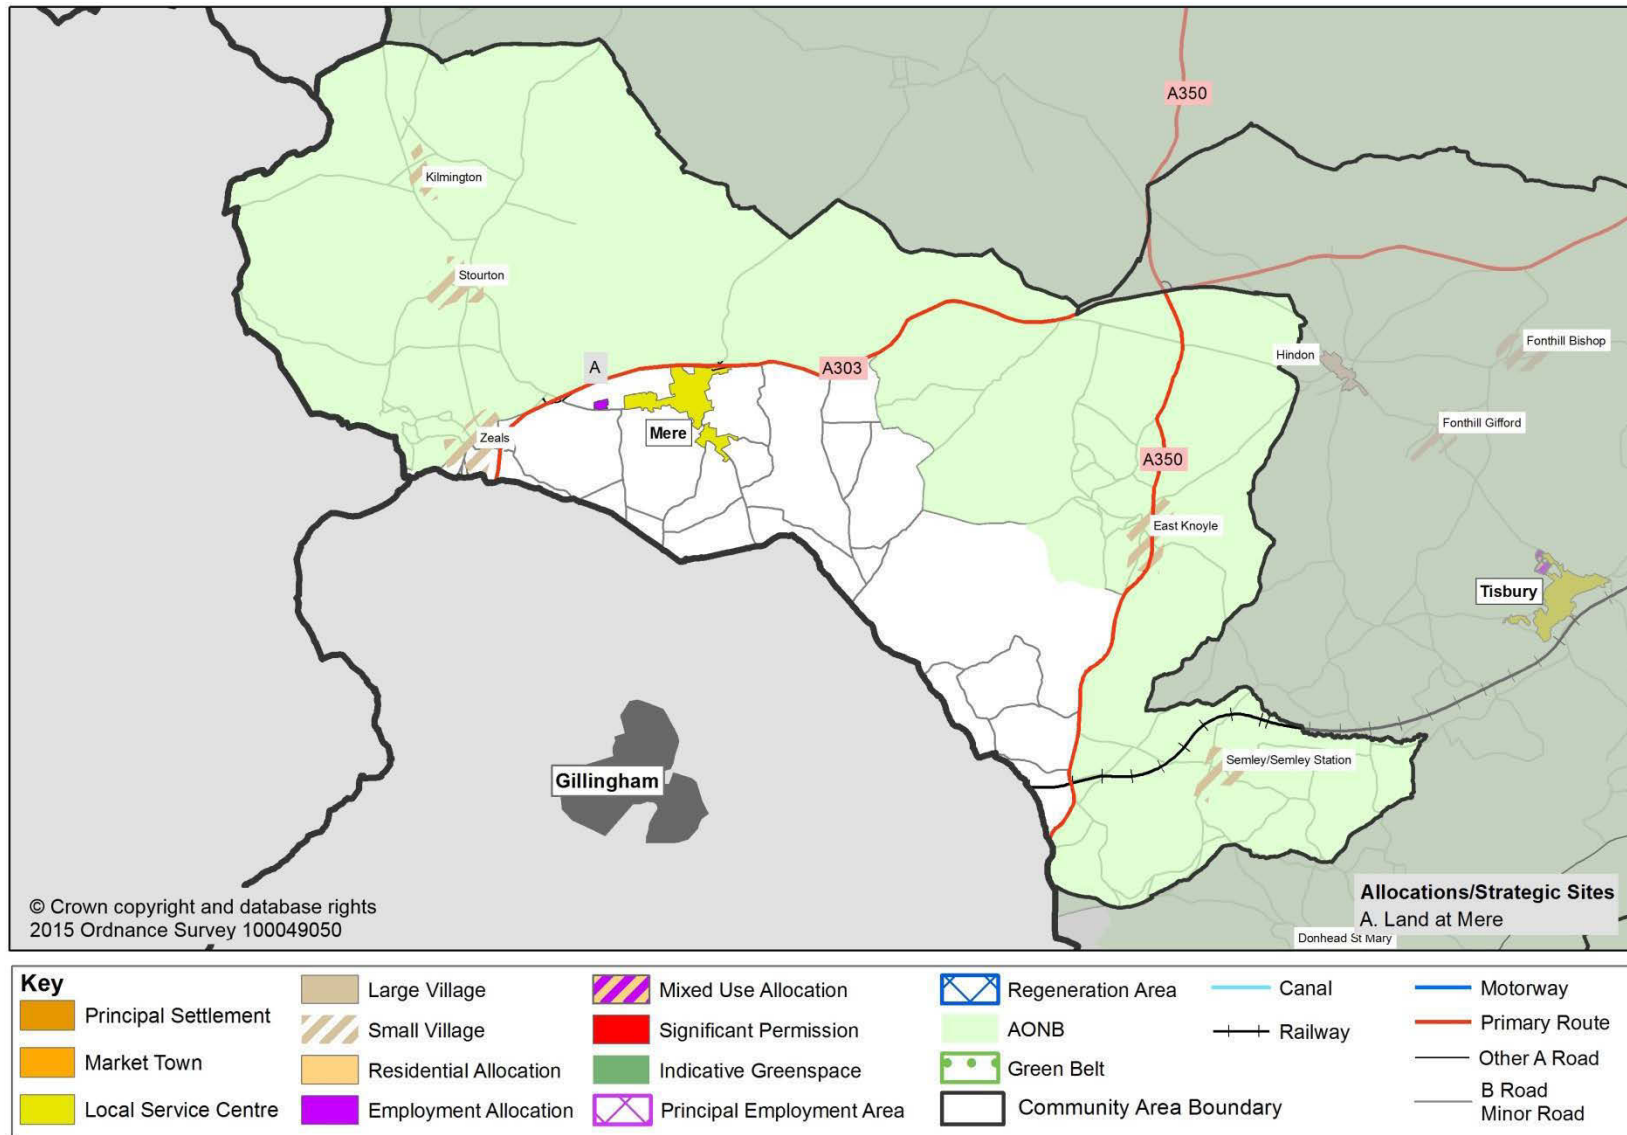 A350
Kilmington
Stourton
A
A303
Hindon
Fonthill Bishop
Zeals
Mere
Fonthill Gifford
A350
East Knoyle
Tisbury
Semley/Semley Station
Gillingham
© Crown copyright and database rights
2015 Ordnance Survey 100049050
Allocations/Strategic Sites
A. Land at Mere
Donhead St Mary
Key
Principal Settlement
Market Town
Local Service Centre
Large Village
Small Village
Residential Allocation
Employment Allocation
Mixed Use Allocation
Significant Permission
Indicative Greenspace
Principal Employment Area
Regeneration Area
AONB
Green Belt
Community Area Boundary
Canal
Railway
Motorway
Primary Route
Other A Road
B Road
Minor Road